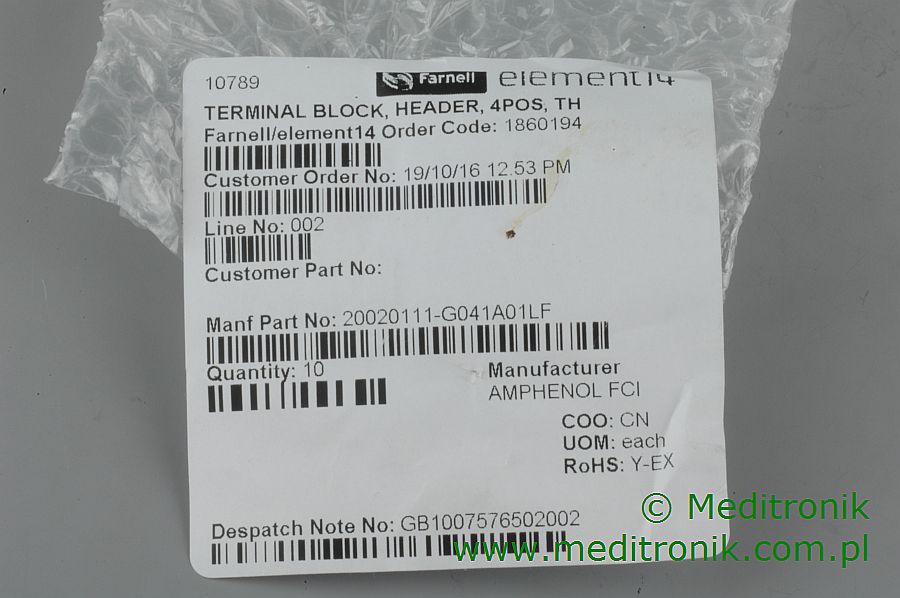 10789 Farnell element14
TERMINAL BLOCK, HEADER, 4POS, TH
Farnell/element14 Order Code: 1860194
Customer Order No: 19/10/16 12.53 PM
Line No: 002
Customer Part No:
Manf Part No: 20020111-G041A01LF
Quantity: 10
Manufacturer
AMPHENOL FCI
COO: CN
UOM: each
RoHS: Y-EX
Despatch Note No: GB1007576502002
© Meditronik
www.meditronik.com.pl